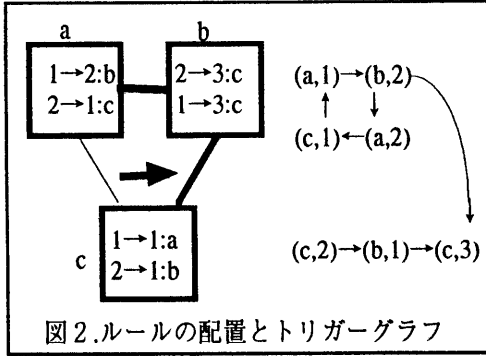 a
b
1→2:b
2→1:c
2→3:c
1→3:c
(a,1)→(b,2)
(c,1)←(a,2)
c
1→1:a
2→1:b
(c,2)→(b,1)→(c,3)
図2.ルールの配置とトリガーグラフ